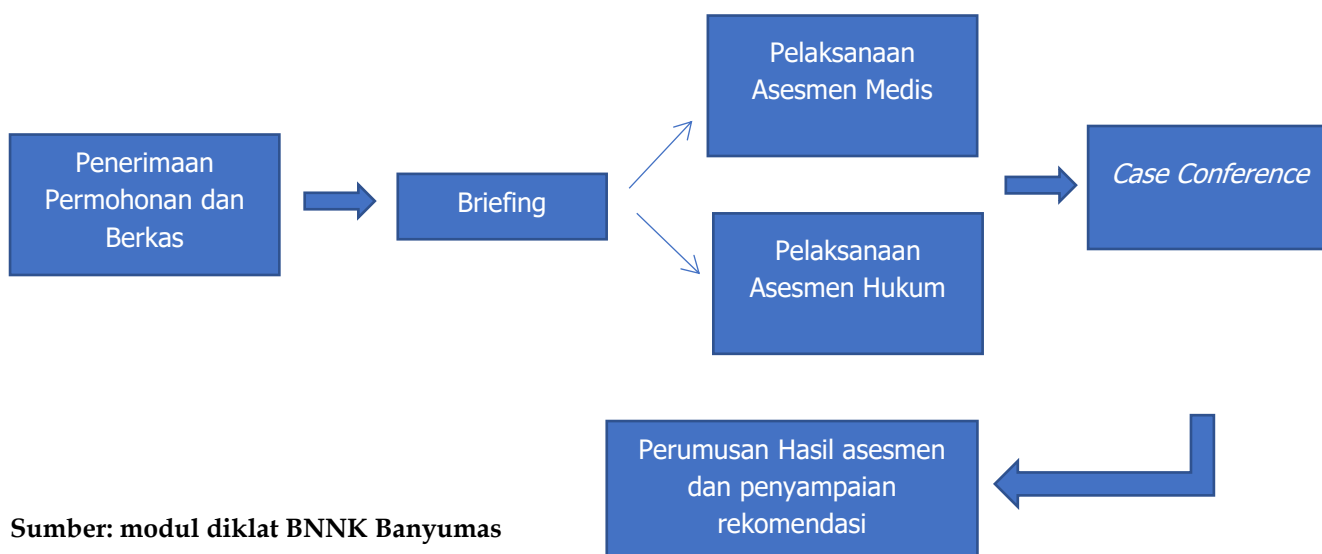 Penerimaan
Permohonan dan
Berkas
Briefing
Pelaksanaan
Asesmen Medis
Pelaksanaan
Asesmen Hukum
Case Conference
Perumusan Hasil asesmen
dan penyampaian
rekomendasi
Sumber: modul diklat BNNK Banyumas